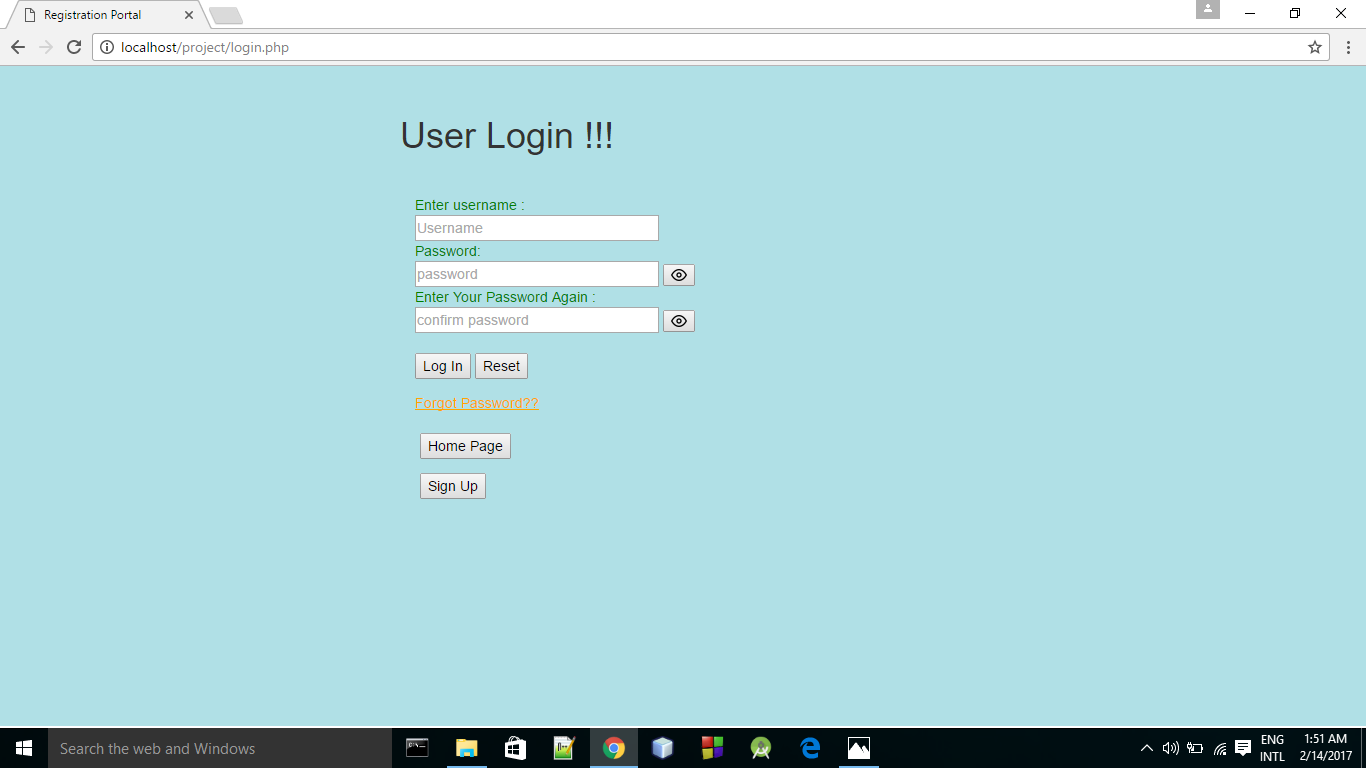 Registration Portal
localhost/project/login.php
User Login !!!
Enter username :
Username
Password:
password
Enter Your Password Again :
confirm password
Log In Reset
Forgot Password??
Home Page
Sign Up
Search the web and Windows
ENG
INTL
1:51 AM
2/14/2017